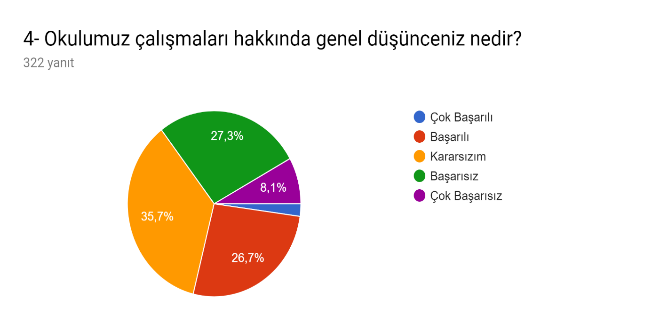 4- Okulumuz çalışmaları hakkında genel düşünceniz nedir?
322 yanıt
27,3%
8,1%
35,7%
26,7%
Çok Başarılı
Başarılı
Kararsızım
Başarısız
Çok Başarısız